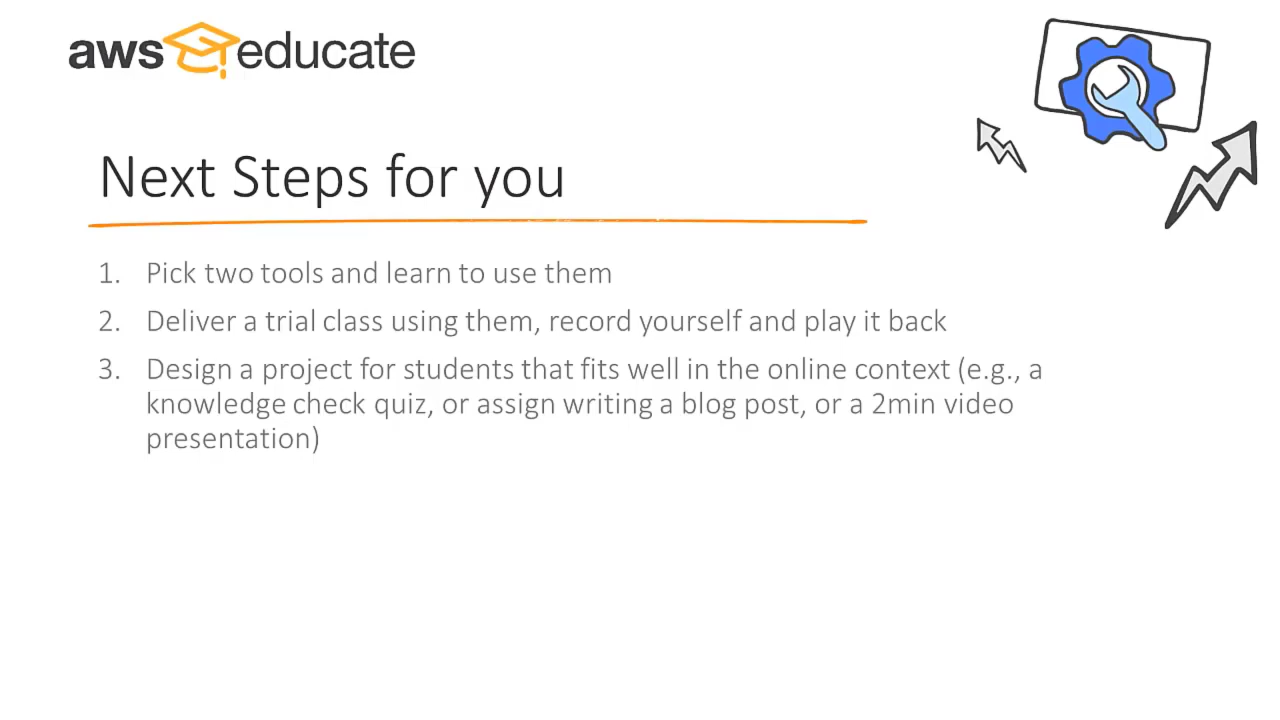 aws educate
Next Steps for you
1. Pick two tools and learn to use them
2. Deliver a trial class using them, record yourself and play it back
3. Design a project for students that fits well in the online context (e.g., a
knowledge check quiz, or assign writing a blog post, or a 2min video
presentation)